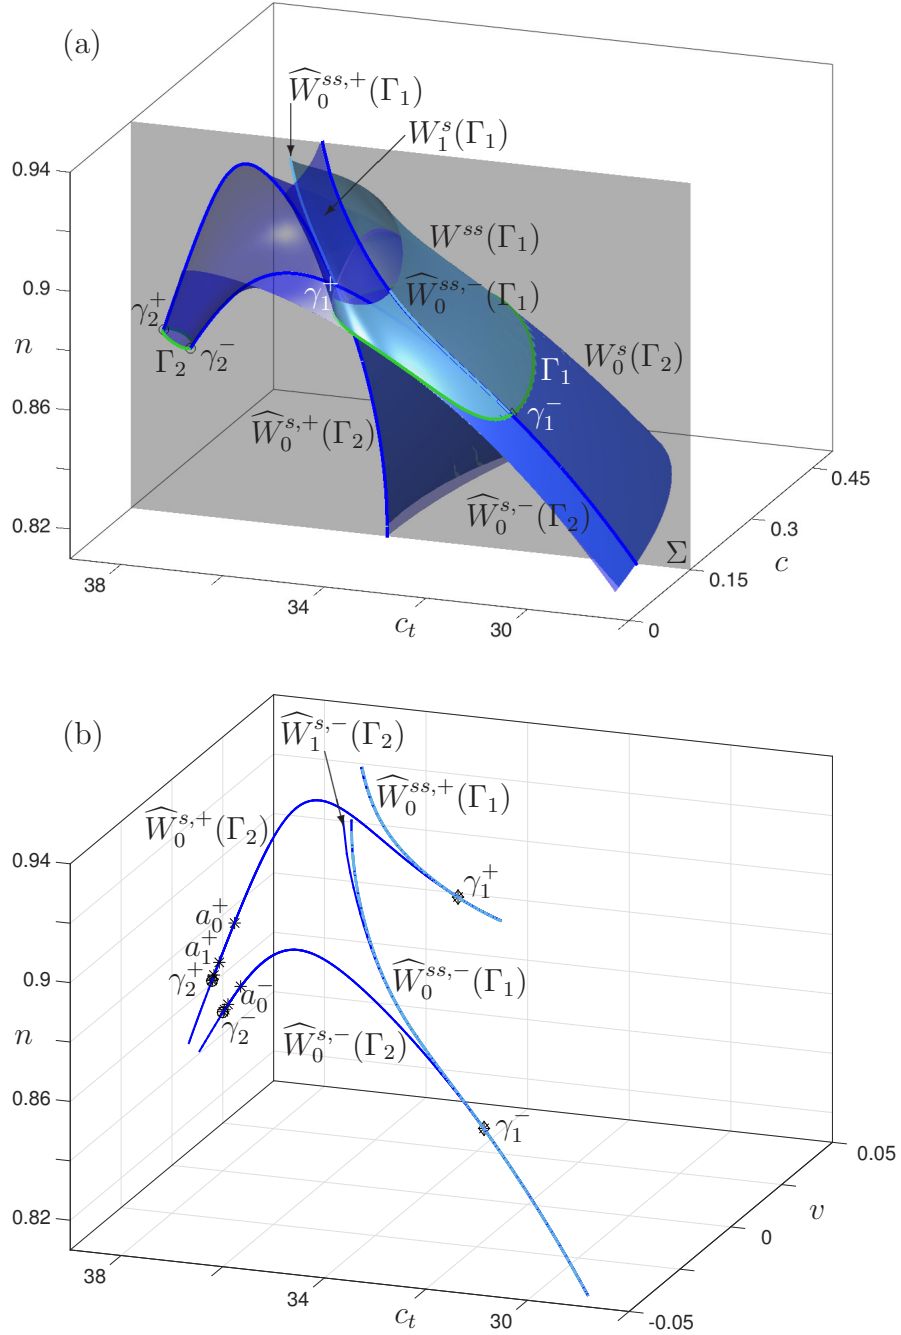 (a)
Ŵ₀^{ss,+}(Γ₁)
W₁^s(Γ₁)
0.94
W^{ss}(Γ₁)
γ₁^+
Ŵ₀^{ss,-}(Γ₁)
0.9
γ₂^+
n
Γ₂ γ₂^-
W₀^s(Γ₂)
Γ₁
0.86
γ₁^-
Ŵ₀^{s,+}(Γ₂)
0.45
Ŵ₀^{s,-}(Γ₂)
0.82
0.3
Σ
c
0.15
38
34
c_t
30
0
(b)
Ŵ₁^{s,-}(Γ₂)
Ŵ₀^{ss,+}(Γ₁)
Ŵ₀^{s,+}(Γ₂)
0.94
γ₁^+
a₀^+
a₁^+
γ₂^+
Ŵ₀^{ss,-}(Γ₁)
0.9
a₀^-
γ₂^-
n
Ŵ₀^{s,-}(Γ₂)
0.86
γ₁^-
0.05
v
0.82
0
38
34
c_t
30
-0.05